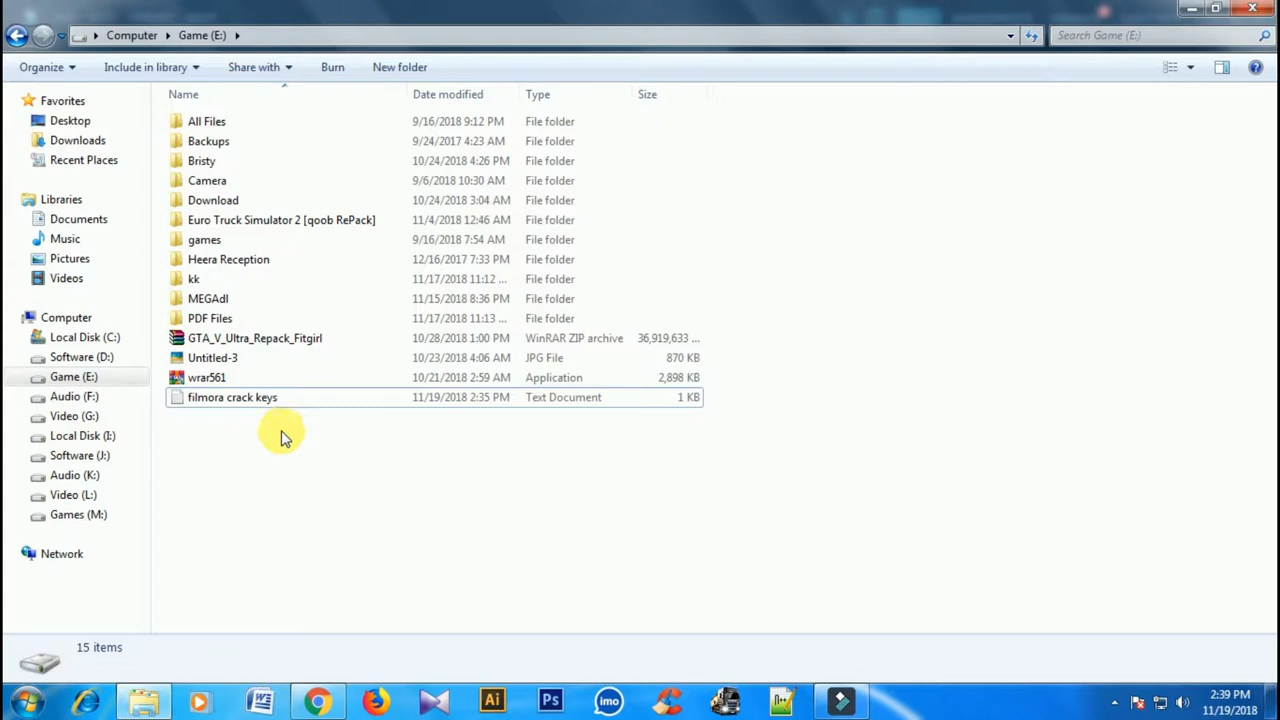 Computer Game (E:) Search Game (E:)
Organize Include in library Share with Burn New folder
Name Date modified Type Size
Favorites
Desktop
Downloads
Recent Places
Libraries
Documents
Music
Pictures
Videos
Computer
Local Disk (C:)
Software (D:)
Game (E:)
Audio (F:)
Video (G:)
Local Disk (I:)
Software (J:)
Audio (K:)
Video (L:)
Games (M:)
Network
All Files 9/16/2018 9:12 PM File folder
Backups 9/24/2017 4:23 AM File folder
Bristy 10/24/2018 4:26 PM File folder
Camera 9/6/2018 10:30 AM File folder
Download 10/24/2018 3:04 AM File folder
Euro Truck Simulator 2 [qoob RePack] 11/4/2018 12:46 AM File folder
games 9/16/2018 7:54 AM File folder
Heera Reception 12/16/2017 7:33 PM File folder
kk 11/17/2018 11:12 ... File folder
MEGAdl 11/15/2018 8:36 PM File folder
PDF Files 11/17/2018 11:13 ... File folder
GTA_V_Ultra_Repack_Fitgirl 10/28/2018 1:00 PM WinRAR ZIP archive 36,919,633 ...
Untitled-3 10/23/2018 4:06 AM JPG File 870 KB
wrar561 10/21/2018 2:59 AM Application 2,898 KB
filmora crack keys 11/19/2018 2:35 PM Text Document 1 KB
15 items
Ai Ps imo
2:39 PM
11/19/2018